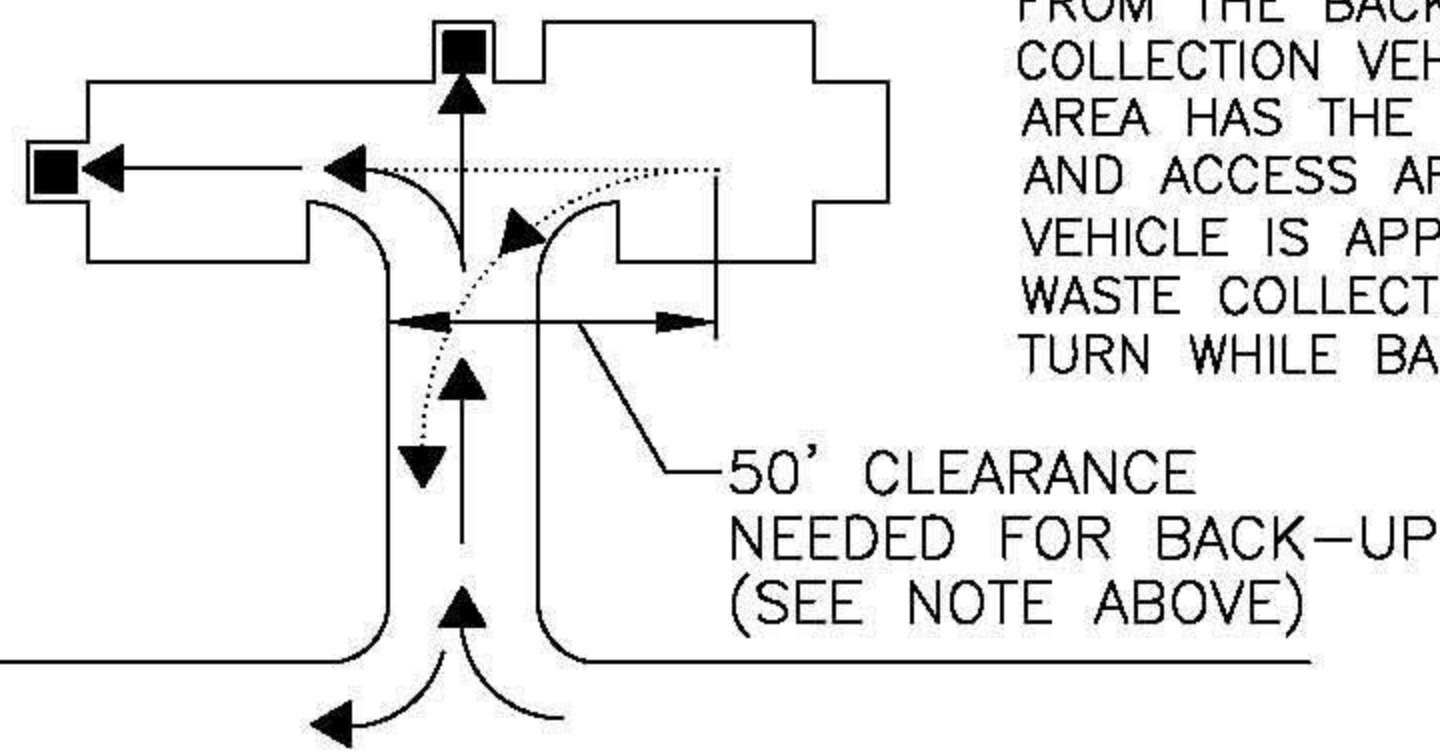 FROM THE BACK
COLLECTION VEH
AREA HAS THE
AND ACCESS AR
VEHICLE IS APP
WASTE COLLECT
TURN WHILE BA
50' CLEARANCE
NEEDED FOR BACK-UP
(SEE NOTE ABOVE)